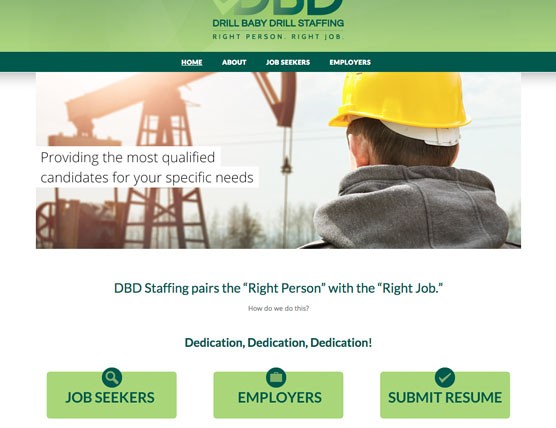 DBD
DRILL BABY DRILL STAFFING
RIGHT PERSON. RIGHT JOB.
HOME ABOUT JOB SEEKERS EMPLOYERS
Providing the most qualified
candidates for your specific needs
DBD Staffing pairs the “Right Person” with the “Right Job.”
How do we do this?
Dedication, Dedication, Dedication!
JOB SEEKERS EMPLOYERS SUBMIT RESUME